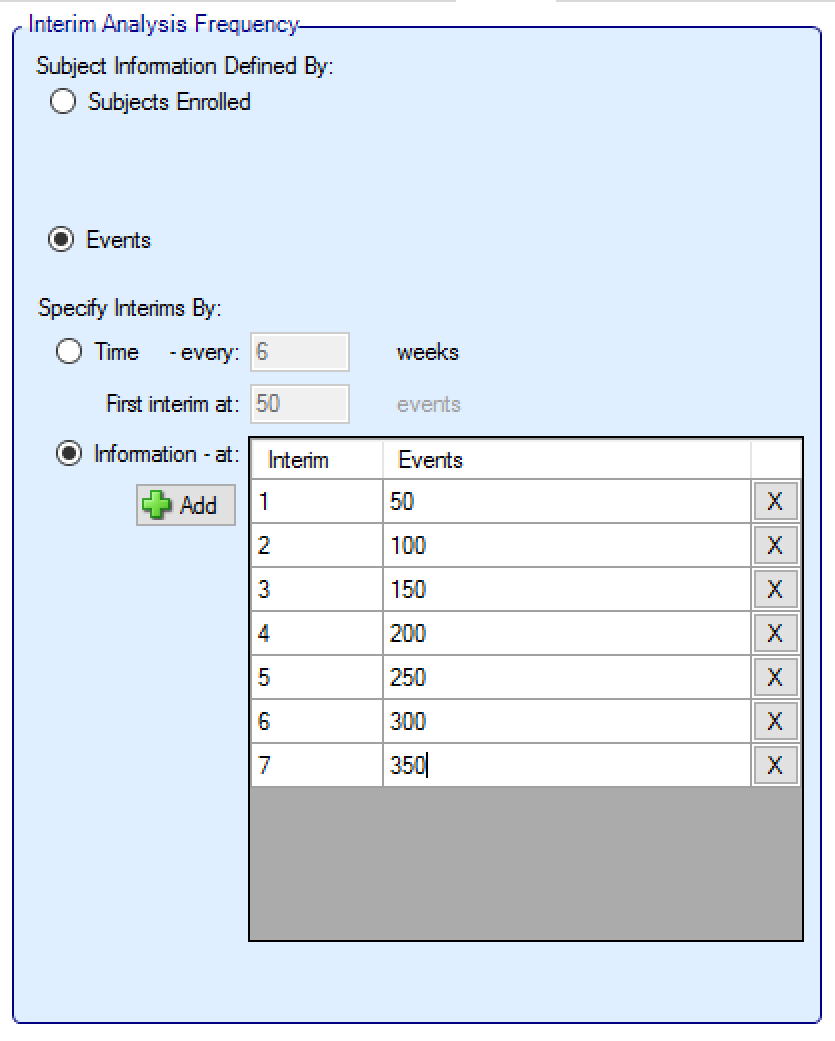 Interim Analysis Frequency
Subject Information Defined By:
Subjects Enrolled
Events
Specify Interims By:
Time - every: 6 weeks
First interim at: 50 events
Information - at:
Add
Interim Events
1 50 X
2 100 X
3 150 X
4 200 X
5 250 X
6 300 X
7 350 X